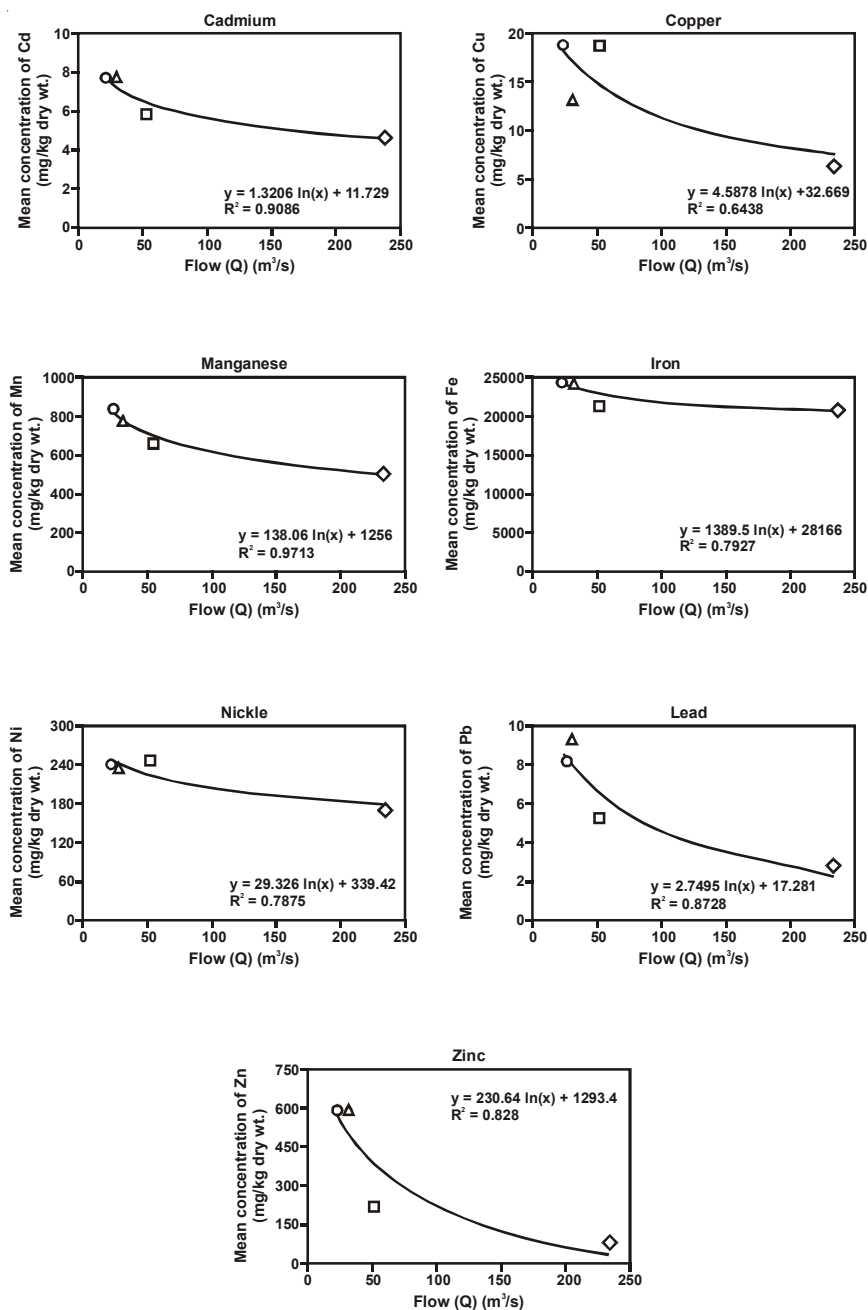 Cadmium
Mean concentration of Cd
(mg/kg dry wt.)
10
8
6
4
2
0
y = 1.3206 ln(x) + 11.729
R² = 0.9086
0 50 100 150 200 250
Flow (Q) (m³/s)
Copper
Mean concentration of Cu
(mg/kg dry wt.)
20
15
10
5
0
y = 4.5878 ln(x) +32.669
R² = 0.6438
0 50 100 150 200 250
Flow (Q) (m³/s)
Manganese
Mean concentration of Mn
(mg/kg dry wt.)
1000
800
600
400
200
0
y = 138.06 ln(x) + 1256
R² = 0.9713
0 50 100 150 200 250
Flow (Q) (m³/s)
Iron
Mean concentration of Fe
(mg/kg dry wt.)
25000
20000
15000
10000
5000
0
y = 1389.5 ln(x) + 28166
R² = 0.7927
0 50 100 150 200 250
Flow (Q) (m³/s)
Nickle
Mean concentration of Ni
(mg/kg dry wt.)
300
240
180
120
60
0
y = 29.326 ln(x) + 339.42
R² = 0.7875
0 50 100 150 200 250
Flow (Q) (m³/s)
Lead
Mean concentration of Pb
(mg/kg dry wt.)
10
8
6
4
2
0
y = 2.7495 ln(x) + 17.281
R² = 0.8728
0 50 100 150 200 250
Flow (Q) (m³/s)
Zinc
Mean concentration of Zn
(mg/kg dry wt.)
750
600
450
300
150
0
y = 230.64 ln(x) + 1293.4
R² = 0.828
0 50 100 150 200 250
Flow (Q) (m³/s)